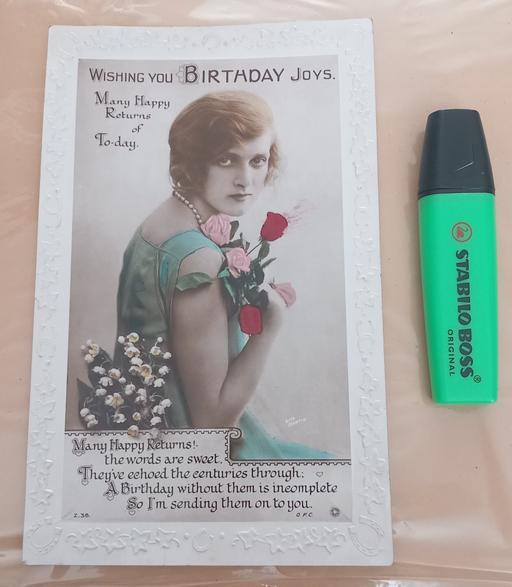 WISHING YOU BIRTHDAY JOYS.
Many Happy
Returns
of
To-day.
Many Happy Returns!
the words are sweet,
They've echoed the centuries through:
A Birthday without them is incomplete
So I'm sending them on to you.
O.P.C.
STABILO BOSS®
ORIGINAL